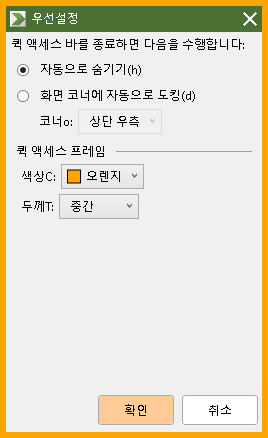 우선설정
퀵 액세스 바를 종료하면 다음을 수행합니다:
자동으로 숨기기(h)
화면 코너에 자동으로 도킹(d)
코너o: 상단 우측
퀵 액세스 프레임
색상C: 오렌지
두께T: 중간
확인 취소